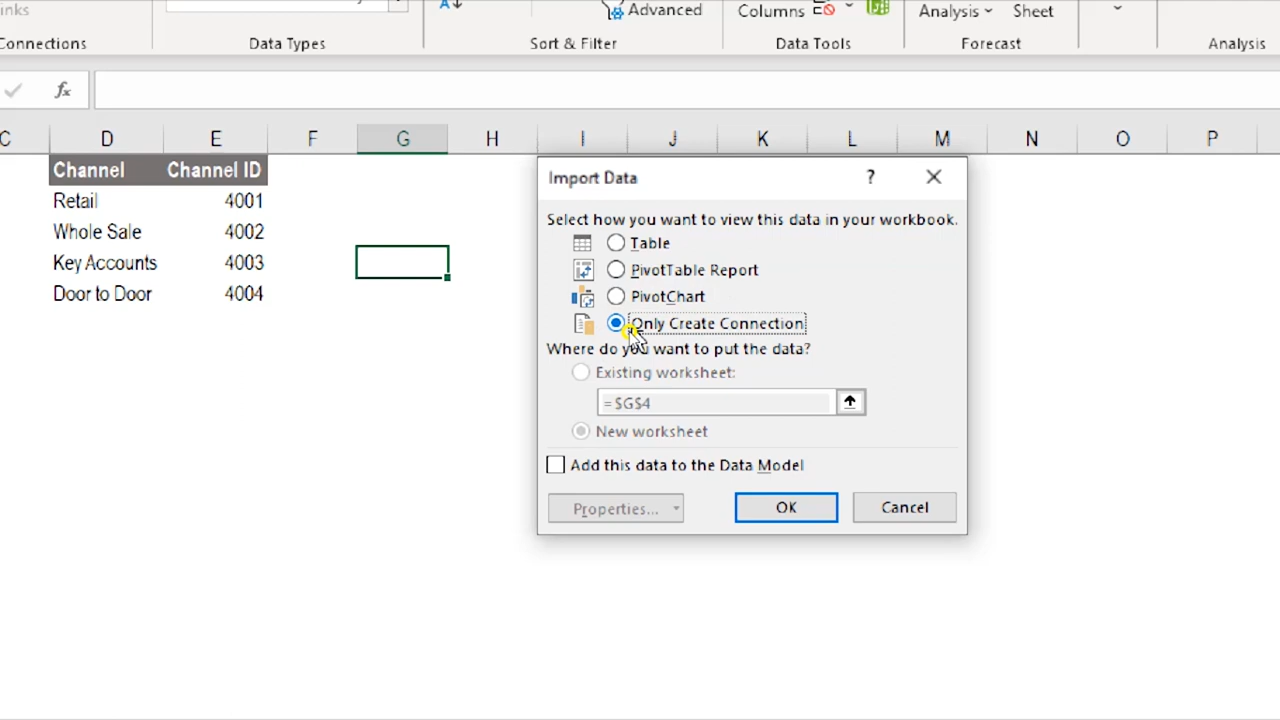 inks
Advanced
Columns
Analysis
Sheet
Connections
Data Types
Sort & Filter
Data Tools
Forecast
Analysis
fx
C D E F G H I J K L M N O P
Channel Channel ID
Retail 4001
Whole Sale 4002
Key Accounts 4003
Door to Door 4004
Import Data ?
Select how you want to view this data in your workbook.
Table
PivotTable Report
PivotChart
Only Create Connection
Where do you want to put the data?
Existing worksheet:
=$G$4
New worksheet
Add this data to the Data Model
Properties...
OK
Cancel